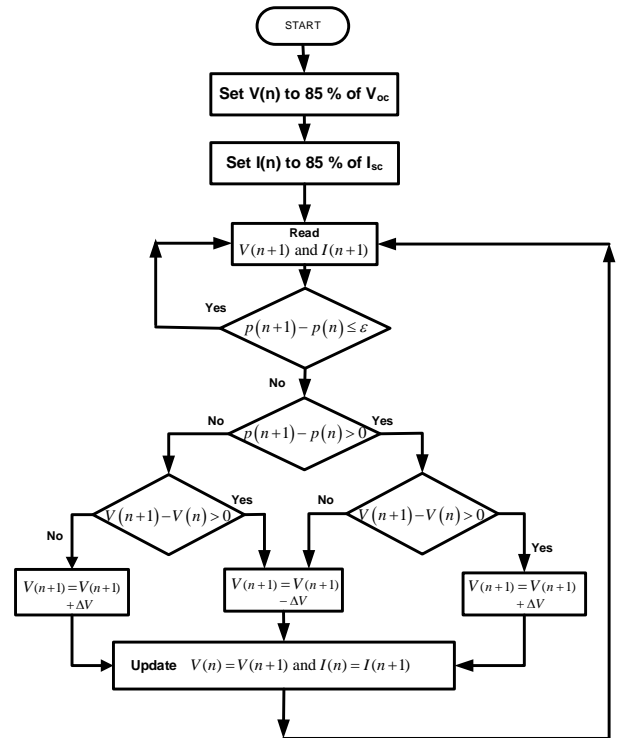 START
Set V(n) to 85 % of Voc
Set I(n) to 85 % of Isc
Read
V(n+1) and I(n+1)
Yes
p(n+1)−p(n)≤ε
No
No
p(n+1)−p(n)>0
Yes
V(n+1)−V(n)>0
Yes
No
V(n+1)−V(n)>0
No
Yes
V(n+1)=V(n+1)
+ΔV
V(n+1)=V(n+1)
−ΔV
V(n+1)=V(n+1)
+ΔV
Update V(n)=V(n+1) and I(n)=I(n+1)